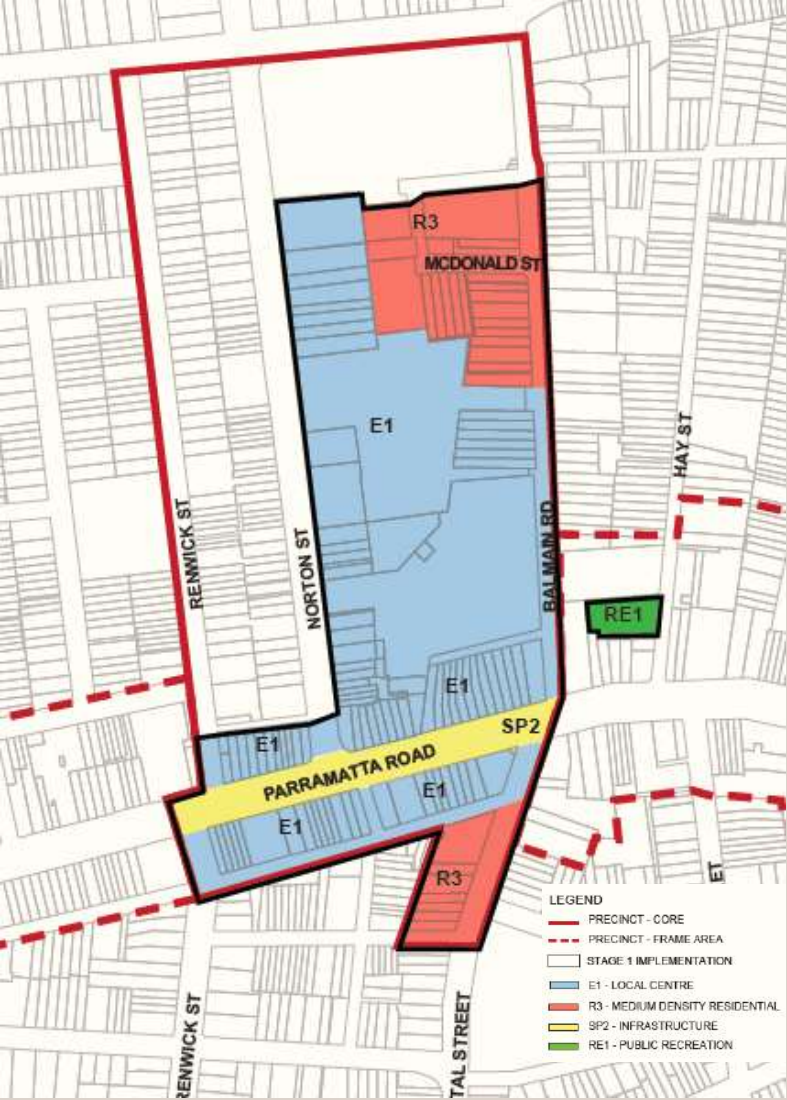 R3
MCDONALD ST
E1
HAY ST
RENWICK ST
NORTON ST
BALMAIN RD
RE1
E1
SP2
E1
PARRAMATTA ROAD
E1
E1
R3
ET
RENWICK ST
TAL STREET
LEGEND
PRECINCT - CORE
PRECINCT - FRAME AREA
STAGE 1 IMPLEMENTATION
E1 - LOCAL CENTRE
R3 - MEDIUM DENSITY RESIDENTIAL
SP2 - INFRASTRUCTURE
RE1 - PUBLIC RECREATION